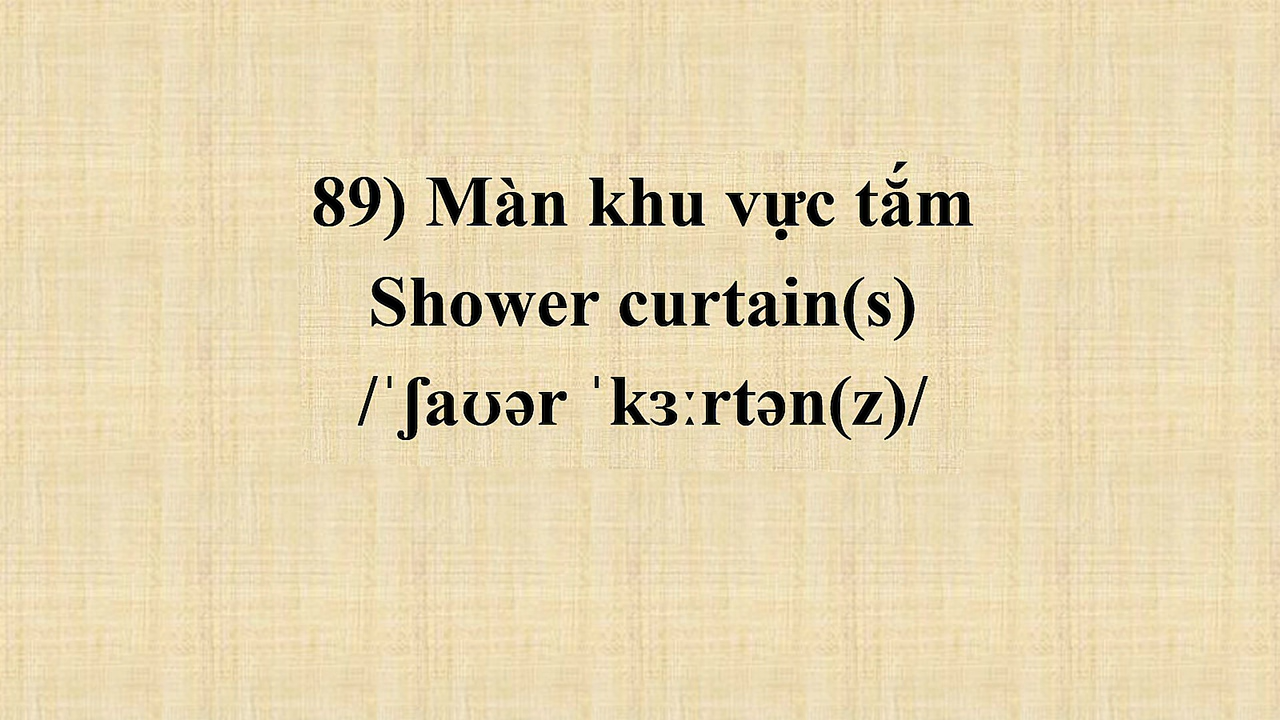 89) Màn khu vực tắm
Shower curtain(s)
/ˈʃaʊər ˈkɜːrtən(z)/